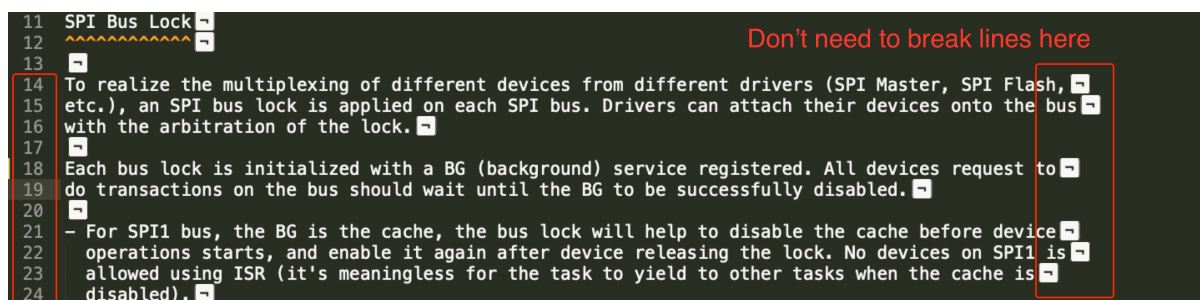 11 SPI Bus Lock¬
12 ^^^^^^^^^^^^ ¬
Don't need to break lines here
13 ¬
14 To realize the multiplexing of different devices from different drivers (SPI Master, SPI Flash, ¬
15 etc.), an SPI bus lock is applied on each SPI bus. Drivers can attach their devices onto the bus¬
16 with the arbitration of the lock. ¬
17 ¬
18 Each bus lock is initialized with a BG (background) service registered. All devices request to¬
19 do transactions on the bus should wait until the BG to be successfully disabled. ¬
20 ¬
21 - For SPI1 bus, the BG is the cache, the bus lock will help to disable the cache before device¬
22 operations starts, and enable it again after device releasing the lock. No devices on SPI1 is¬
23 allowed using ISR (it's meaningless for the task to yield to other tasks when the cache is¬
24 disabled). ¬